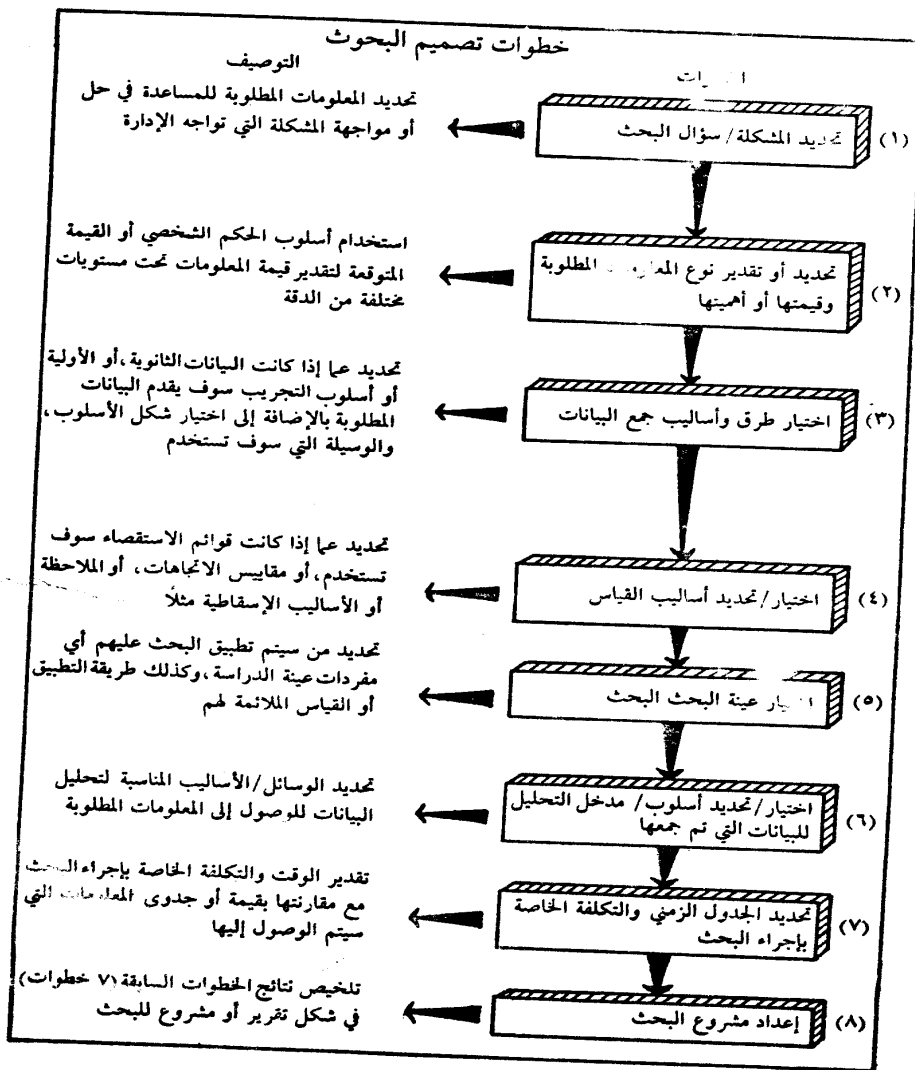 خطوات تصميم البحوث
التوصيف
(١)
تحديد المشكلة / سؤال البحث
تحديد المعلومات المطلوبة للمساعدة في حل
أو مواجهة المشكلة التي تواجه الإدارة
(٢)
تحديد أو تقدير نوع المعلومات المطلوبة
وقيمتها أو أهميتها
استخدام أسلوب الحكم الشخصي أو القيمة
المتوقعة لتقدير قيمة المعلومات تحت مستويات
مختلفة من الدقة
(٣)
اختيار طرق وأساليب جمع البيانات
تحديد عما إذا كانت البيانات الثانوية، أو الأولية
أو أسلوب التجريب سوف يقدم البيانات
المطلوبة بالإضافة إلى اختيار شكل الأسلوب،
والوسيلة التي سوف تستخدم
(٤)
اختيار/ تحديد أساليب القياس
تحديد عما إذا كانت قوائم الاستقصاء سوف
تستخدم، أو مقاييس الاتجاهات، أو الملاحظة
أو الأساليب الإسقاطية مثلاً
(٥)
اختيار عينة البحث البحث
تحديد من سيتم تطبيق البحث عليهم أي
مفردات عينة الدراسة، وكذلك طريقة التطبيق
أو القياس الملائمة لهم
(٦)
اختيار/ تحديد أسلوب/ مدخل التحليل
للبيانات التي تم جمعها
تحديد الوسائل/ الأساليب المناسبة لتحليل
البيانات للوصول إلى المعلومات المطلوبة
(٧)
تحديد الجدول الزمني والتكلفة الخاصة
بإجراء البحث
تقدير الوقت والتكلفة الخاصة بإجراء البحث
مع مقارنتها بقيمة أو جدوى المعلومات التي
سيتم الوصول إليها
(٨)
إعداد مشروع البحث
تلخيص نتائج الخطوات السابقة (٧ خطوات)
في شكل تقرير أو مشروع للبحث